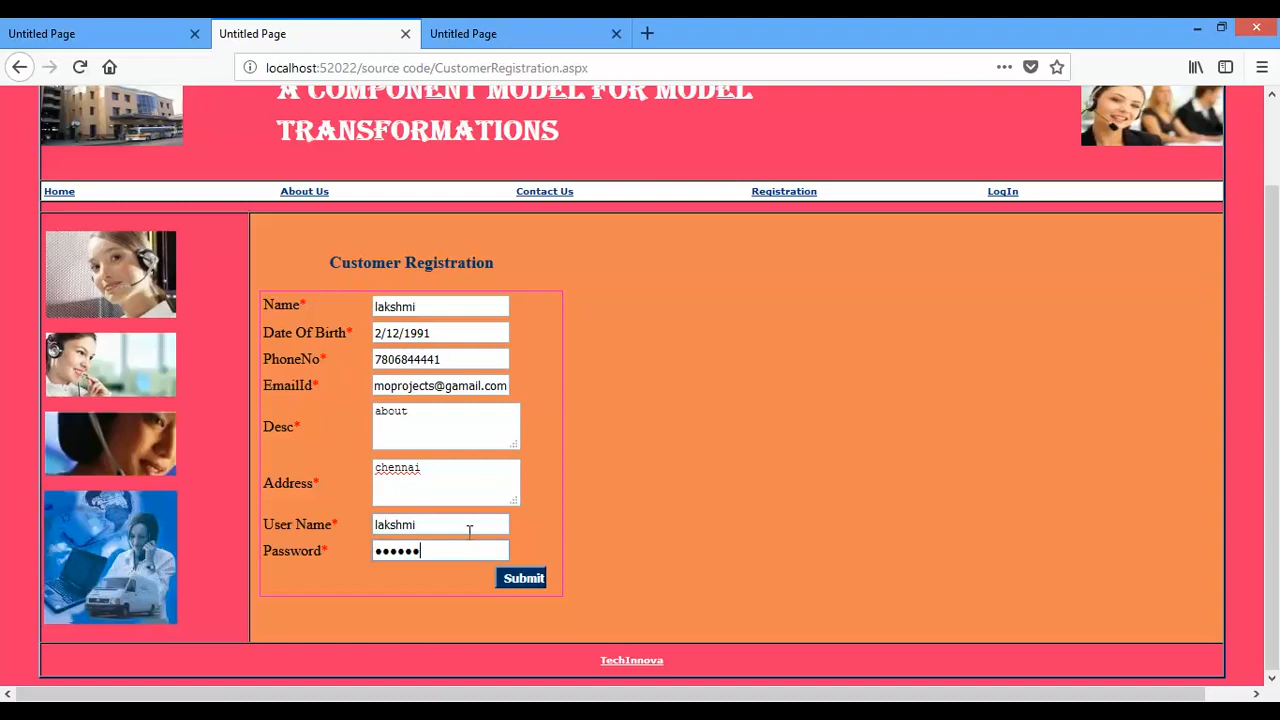 Untitled Page
Untitled Page
Untitled Page
localhost:52022/source code/CustomerRegistration.aspx
A COMPONENT MODEL FOR MODEL
TRANSFORMATIONS
Home About Us Contact Us Registration LogIn
Customer Registration
Name* lakshmi
Date Of Birth* 2/12/1991
PhoneNo* 7806844441
EmailId* moprojects@gamail.com
Desc* about
Address* chennai
User Name* lakshmi
Password* ••••••
Submit
TechInnova